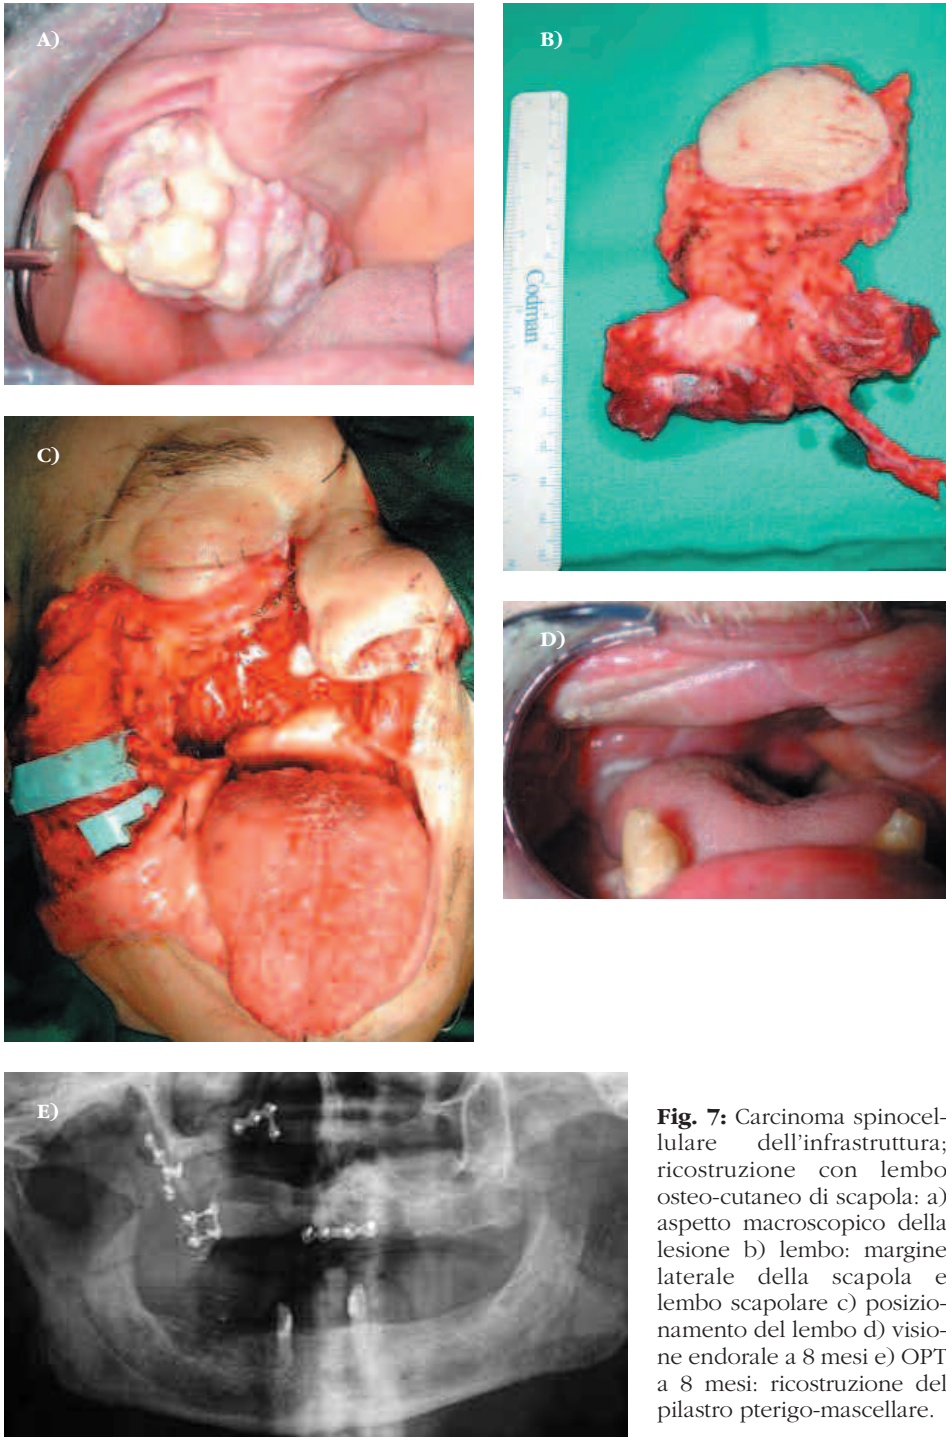 A)
B)
Codman
C)
D)
E)
Fig. 7: Carcinoma spinocel-
lulare dell'infrastruttura;
ricostruzione con lembo
osteo-cutaneo di scapola: a)
aspetto macroscopico della
lesione b) lembo: margine
laterale della scapola e
lembo scapolare c) posizio-
namento del lembo d) visio-
ne endorale a 8 mesi e) OPT
a 8 mesi: ricostruzione del
pilastro pterigo-mascellare.